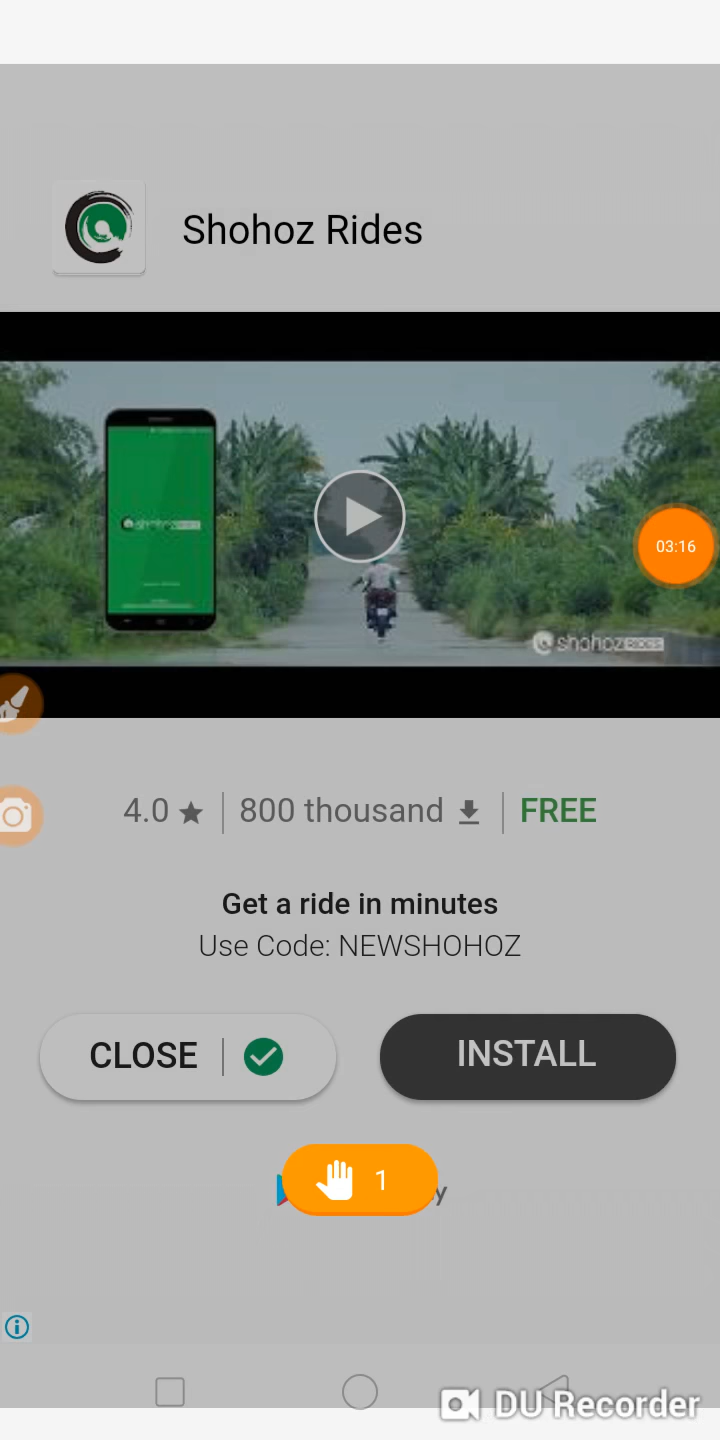 Shohoz Rides
03:16
shohoz RIDES
4.0
800 thousand
FREE
Get a ride in minutes
Use Code: NEWSHOHOZ
CLOSE
INSTALL
1
y
DU Recorder